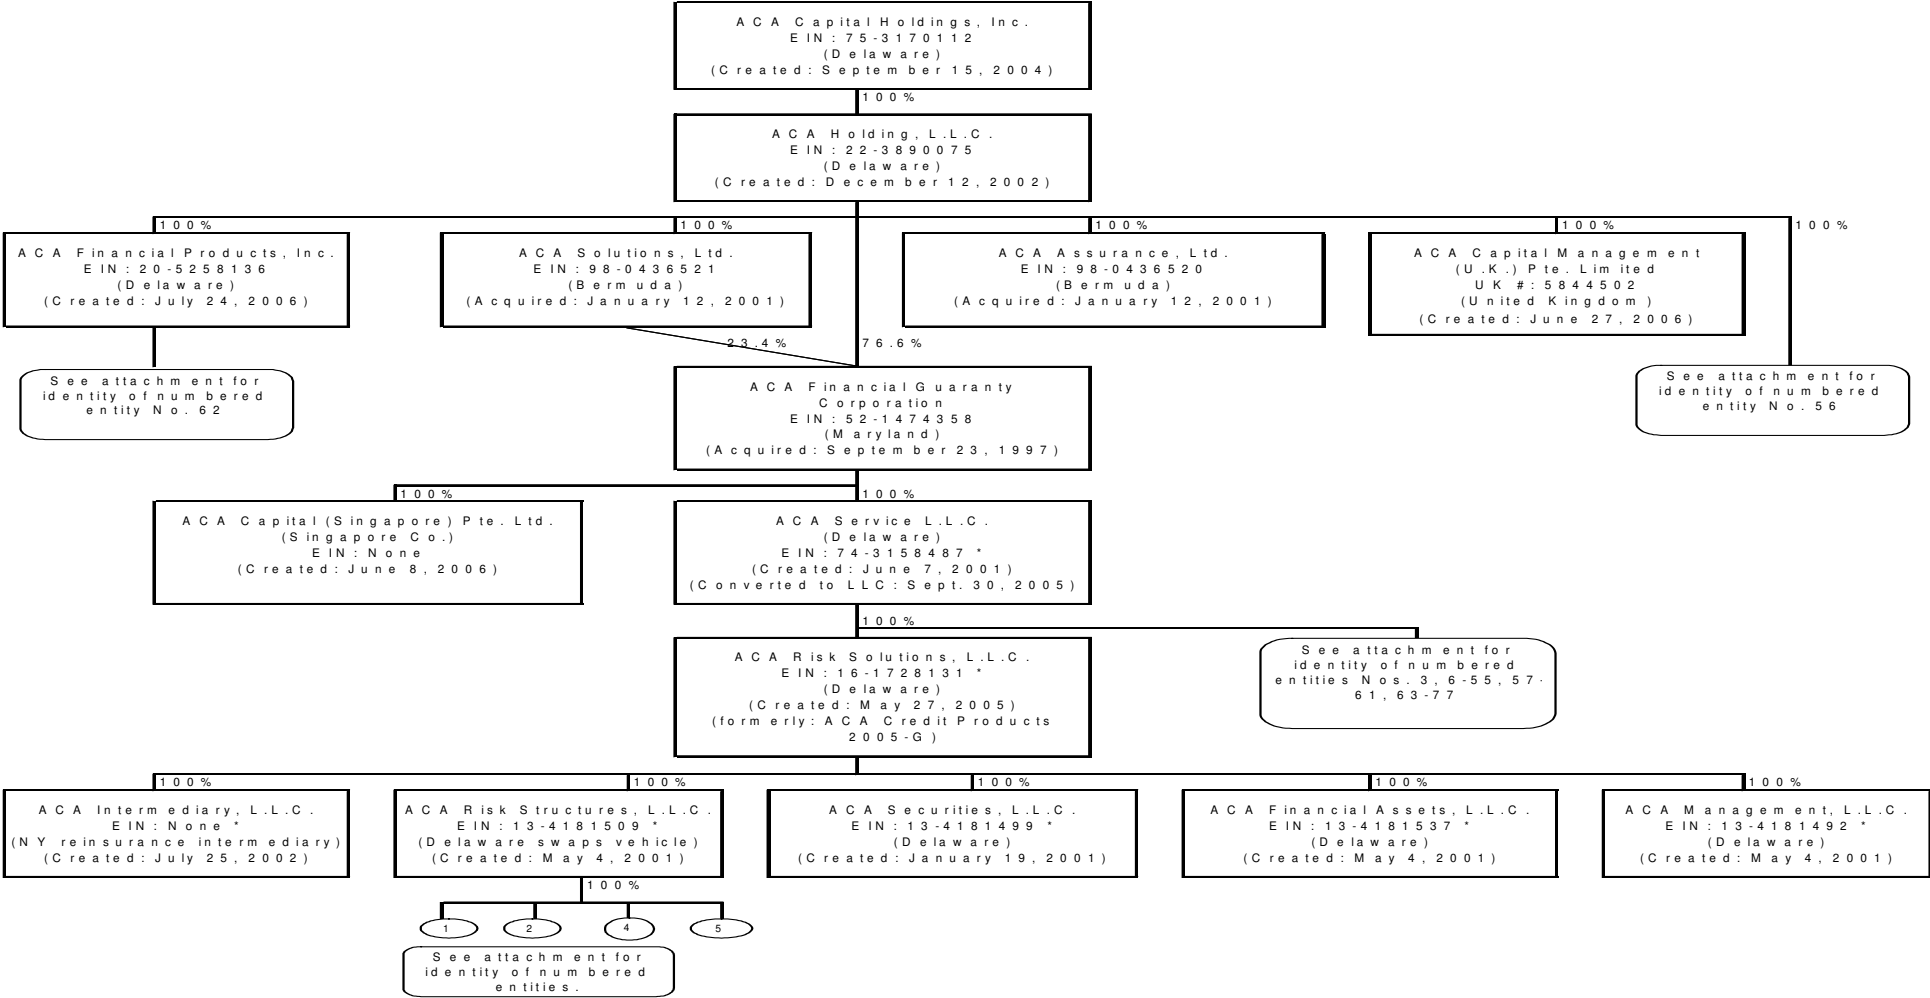 ACA Capital Holdings, Inc.
EIN: 75-3170112
(Delaware)
(Created: September 15, 2004)
100%
ACA Holding, L.L.C.
EIN: 22-3890075
(Delaware)
(Created: December 12, 2002)
100%
100%
100%
100%
100%
ACA Financial Products, Inc.
EIN: 20-5258136
(Delaware)
(Created: July 24, 2006)
ACA Solutions, Ltd.
EIN: 98-0436521
(Bermuda)
(Acquired: January 12, 2001)
ACA Assurance, Ltd.
EIN: 98-0436520
(Bermuda)
(Acquired: January 12, 2001)
ACA Capital Management
(U.K.) Pte. Limited
UK #: 5844502
(United Kingdom)
(Created: June 27, 2006)
23.4%
76.6%
See attachment for
identity of numbered
entity No. 62
ACA Financial Guaranty
Corporation
EIN: 52-1474358
(Maryland)
(Acquired: September 23, 1997)
See attachment for
identity of numbered
entity No. 56
100%
100%
ACA Capital (Singapore) Pte. Ltd.
(Singapore Co.)
EIN: None
(Created: June 8, 2006)
ACA Service L.L.C.
(Delaware)
EIN: 74-3158487 *
(Created: June 7, 2001)
(Converted to LLC: Sept. 30, 2005)
100%
ACA Risk Solutions, L.L.C.
EIN: 16-1728131 *
(Delaware)
(Created: May 27, 2005)
(formerly: ACA Credit Products
2005-G)
See attachment for
identity of numbered
entities Nos. 3, 6-55, 57-
61, 63-77
100%
100%
100%
100%
100%
ACA Intermediary, L.L.C.
EIN: None *
(NY reinsurance intermediary)
(Created: July 25, 2002)
ACA Risk Structures, L.L.C.
EIN: 13-4181509 *
(Delaware swaps vehicle)
(Created: May 4, 2001)
ACA Securities, L.L.C.
EIN: 13-4181499 *
(Delaware)
(Created: January 19, 2001)
ACA Financial Assets, L.L.C.
EIN: 13-4181537 *
(Delaware)
(Created: May 4, 2001)
ACA Management, L.L.C.
EIN: 13-4181492 *
(Delaware)
(Created: May 4, 2001)
100%
1
2
4
5
See attachment for
identity of numbered
entities.